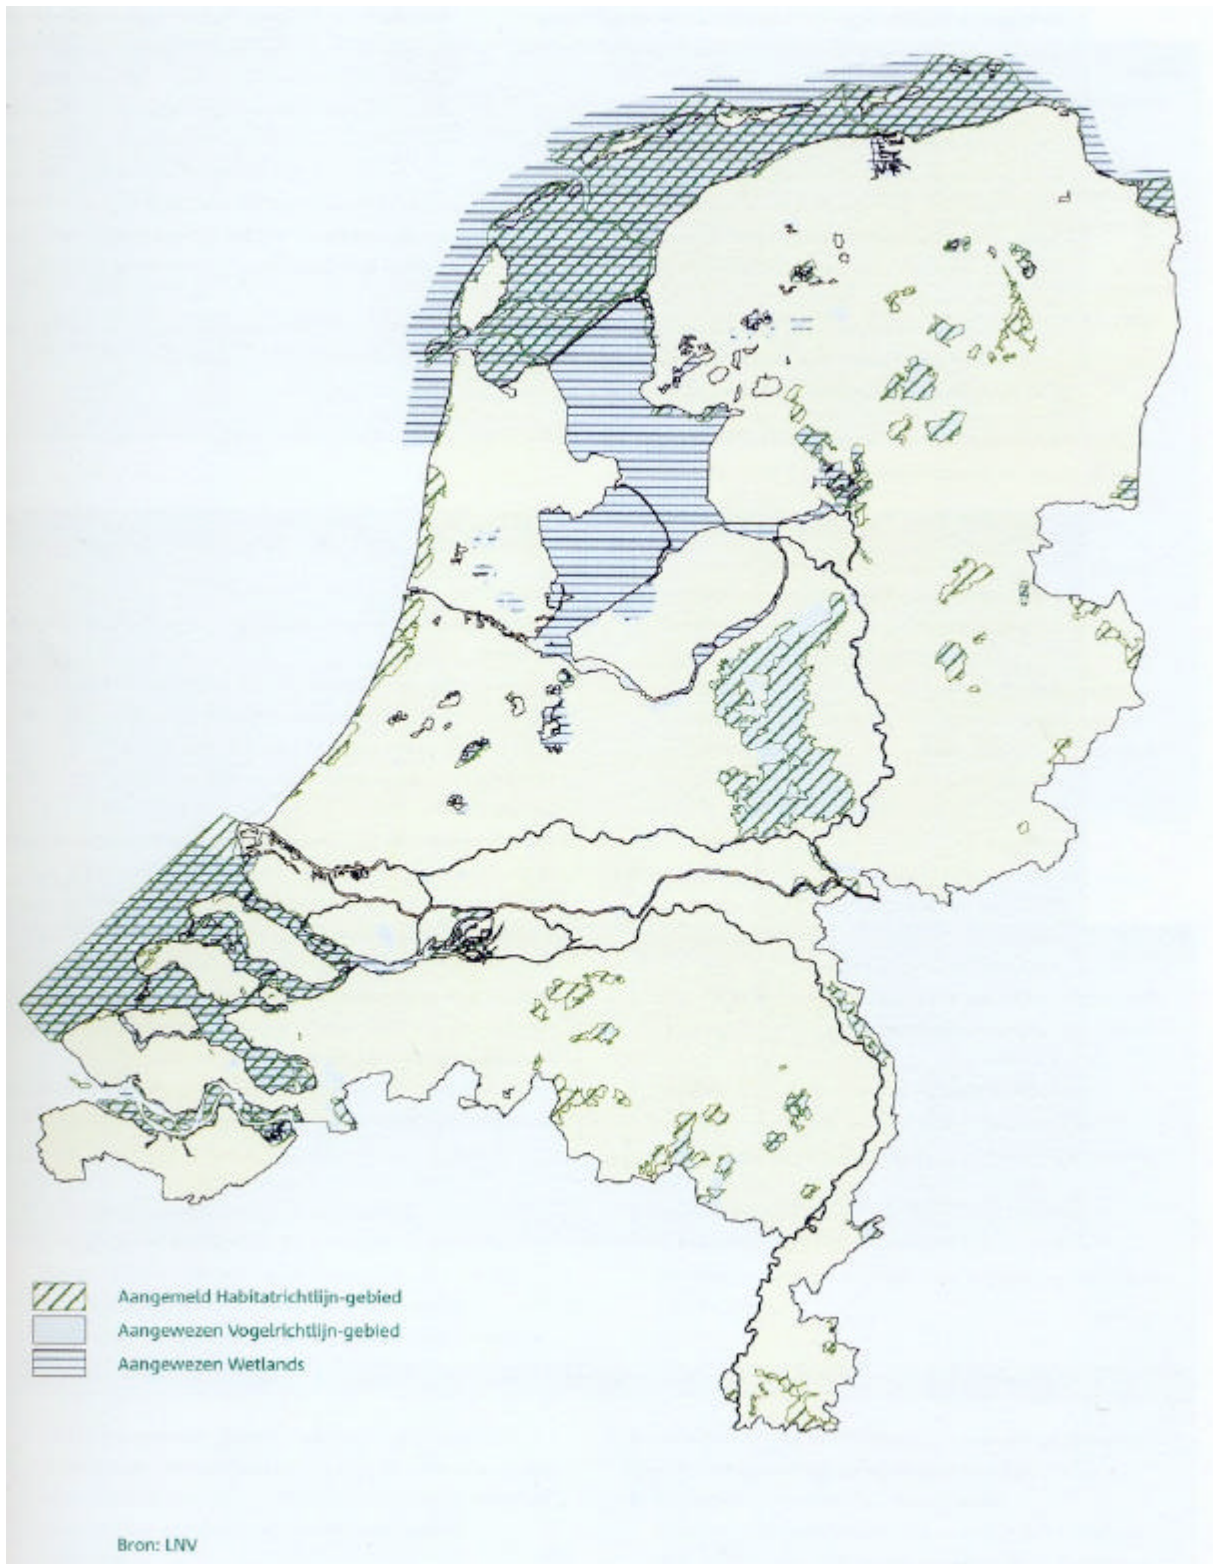 Aangemeld Habitatrichtlijn-gebied
Aangewezen Vogelrichtlijn-gebied
Aangewezen Wetlands
Bron: LNV